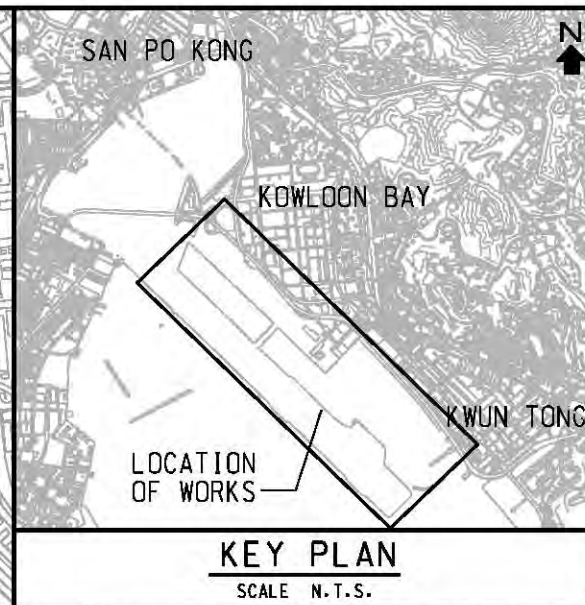 N
SAN PO KONG
KOWLOON BAY
KWUN TONG
LOCATION
OF WORKS
KEY PLAN
SCALE N.T.S.